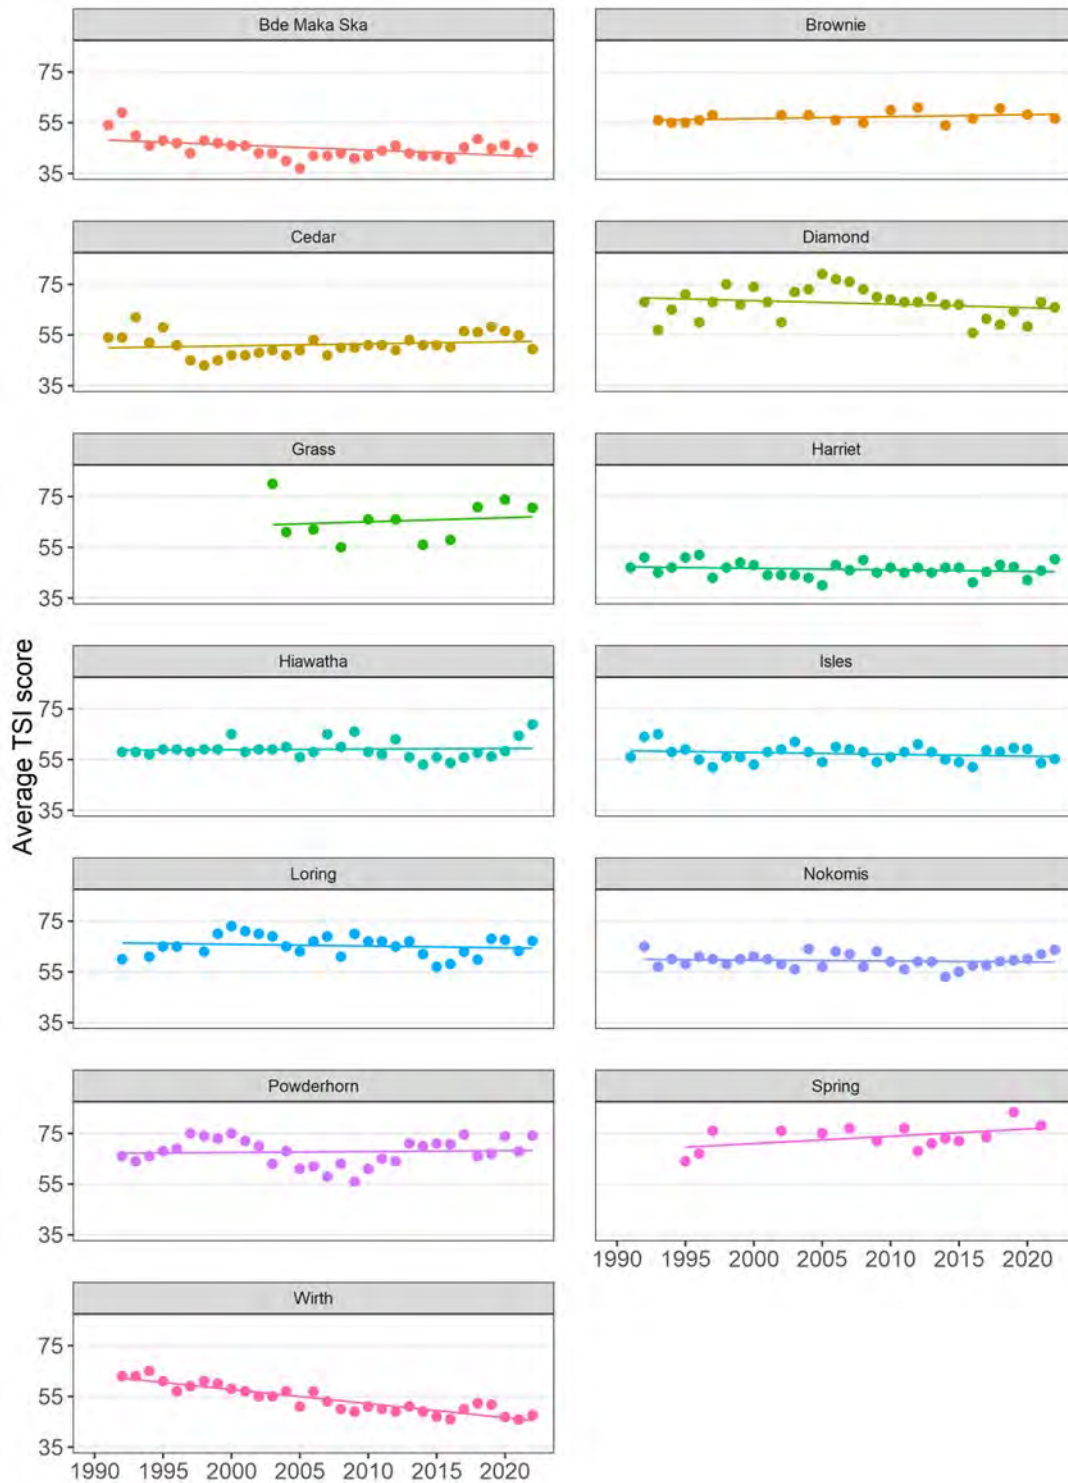 Bde Maka Ska
Brownie
75
55
35
Cedar
Diamond
75
55
35
Grass
Harriet
75
55
35
Average TSI score
Hiawatha
Isles
75
55
35
Loring
Nokomis
75
55
35
Powderhorn
Spring
75
55
35
1990 1995 2000 2005 2010 2015 2020
Wirth
75
55
35
1990 1995 2000 2005 2010 2015 2020